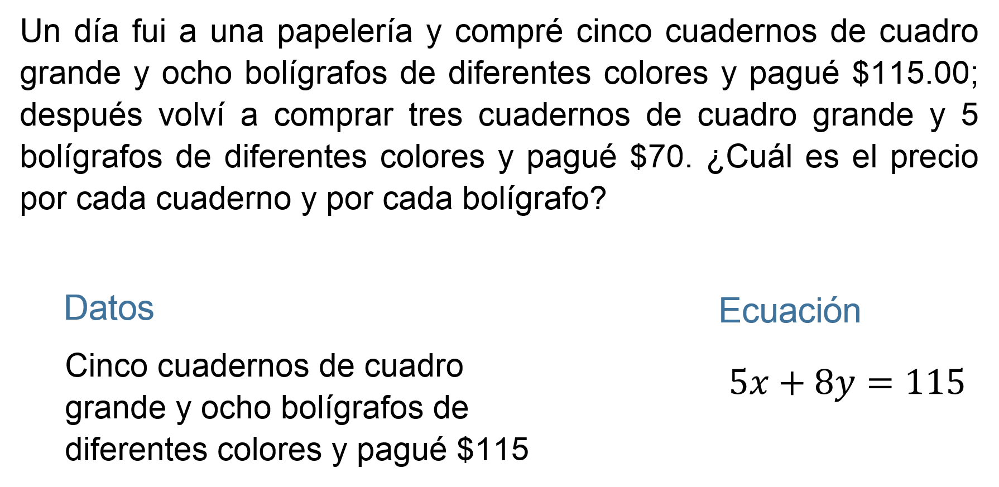 Un día fui a una papelería y compré cinco cuadernos de cuadro
grande y ocho bolígrafos de diferentes colores y pagué $115.00;
después volví a comprar tres cuadernos de cuadro grande y 5
bolígrafos de diferentes colores y pagué $70. ¿Cuál es el precio
por cada cuaderno y por cada bolígrafo?
Datos
Ecuación
Cinco cuadernos de cuadro
grande y ocho bolígrafos de
diferentes colores y pagué $115
5x + 8y = 115